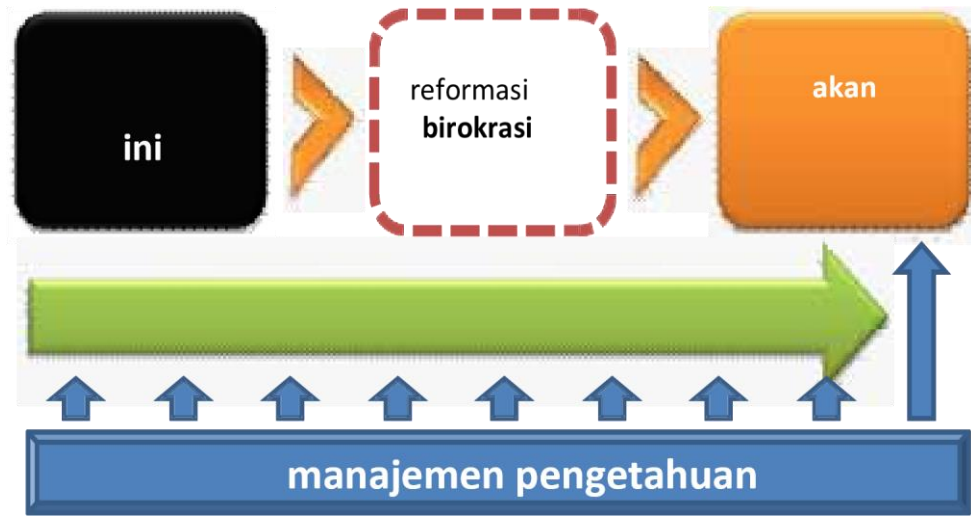 ini
reformasi
birokrasi
akan
manajemen pengetahuan